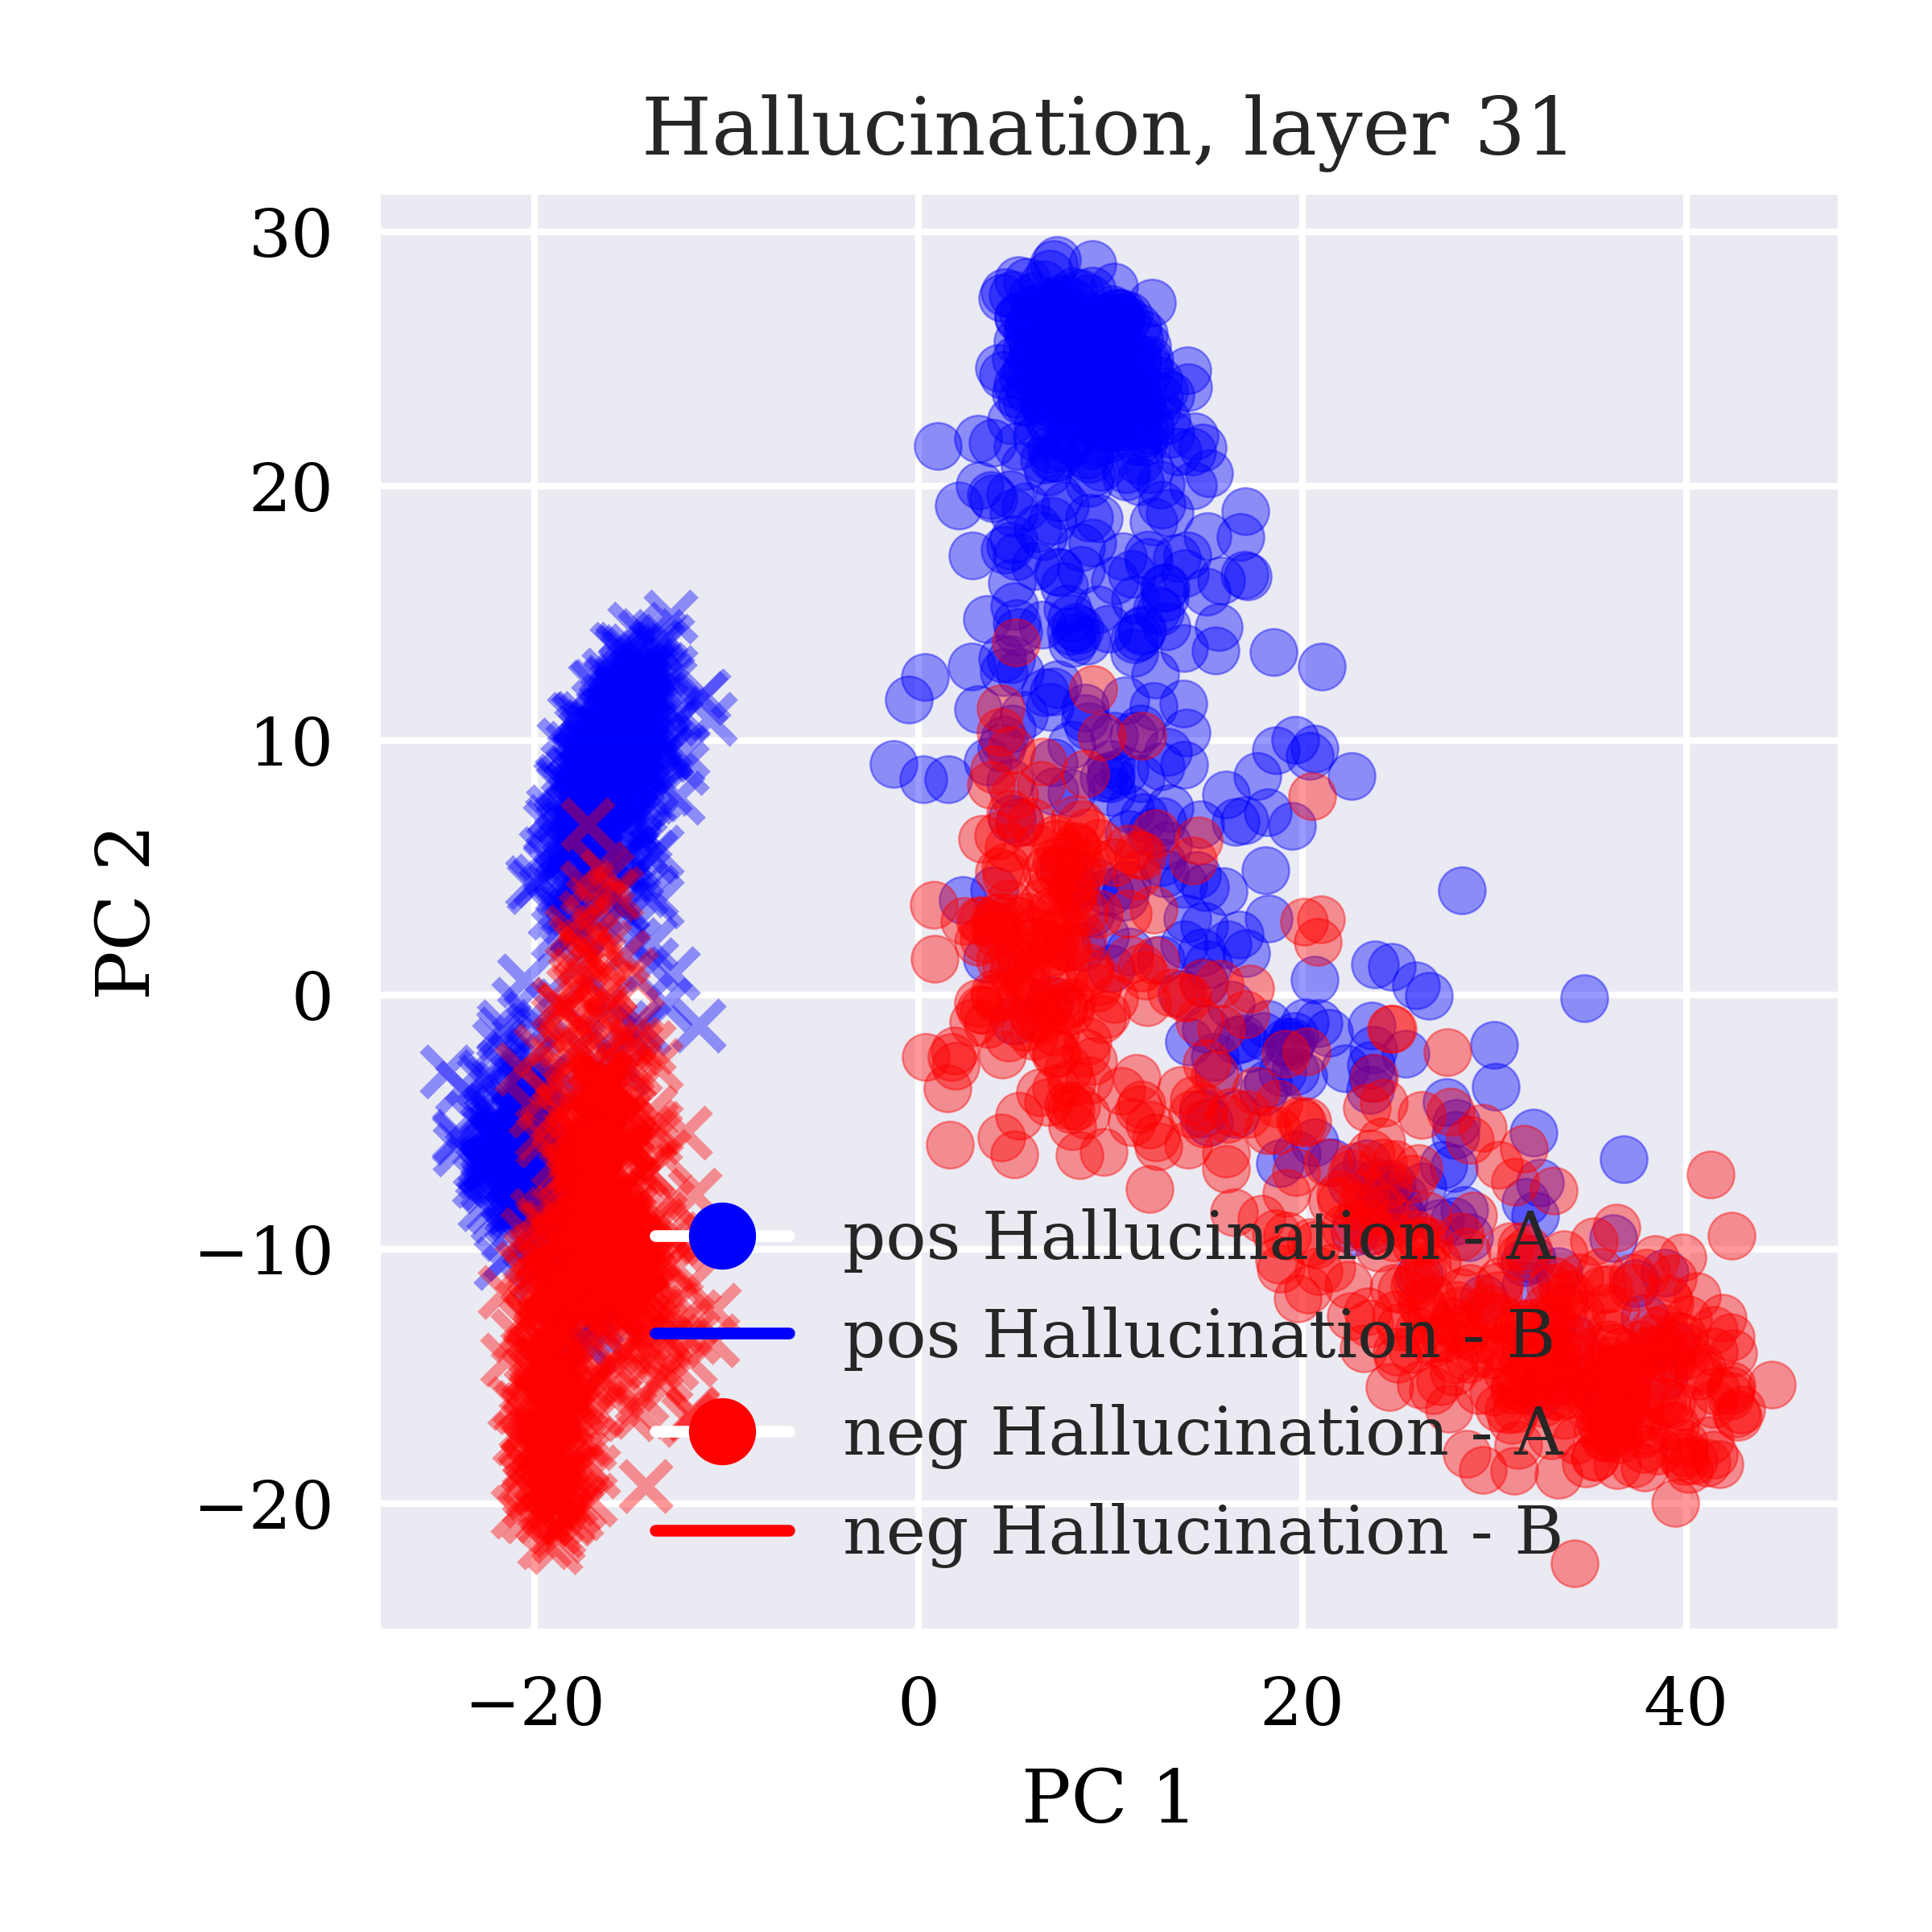 Hallucination, layer 31
30
20
10
0
−10
−20
PC 2
pos Hallucination - A
pos Hallucination - B
neg Hallucination - A
neg Hallucination - B
−20 0 20 40
PC 1